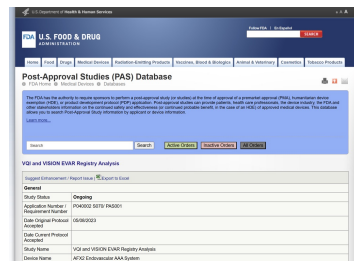 U.S. Department of Health & Human Services
a A A
FDA U.S. FOOD & DRUG
ADMINISTRATION
Follow FDA | En Español
SEARCH
Home Food Drugs Medical Devices Radiation-Emitting Products Vaccines, Blood & Biologics Animal & Veterinary Cosmetics Tobacco Products
Post-Approval Studies (PAS) Database
FDA Home Medical Devices Databases
The FDA has the authority to require sponsors to perform a post-approval study (or studies) at the time of approval of a premarket approval (PMA), humanitarian device
exemption (HDE), or product development protocol (PDP) application. Post-approval studies can provide patients, health care professionals, the device industry, the FDA and
other stakeholders information on the continued safety and effectiveness (or continued probable benefit, in the case of an HDE) of approved medical devices. This database
allows you to search Post-Approval Study information by applicant or device information.
Learn more...
Search Search Active Orders Inactive Orders All Orders
VQI and VISION EVAR Registry Analysis
Suggest Enhancement / Report Issue | Export to Excel
General
Study Status Ongoing
Application Number / P040002 S070/ PAS001
Requirement Number
Date Original Protocol 05/08/2023
Accepted
Date Current Protocol
Accepted
Study Name VQI and VISION EVAR Registry Analysis
Device Name AFX2 Endovascular AAA System